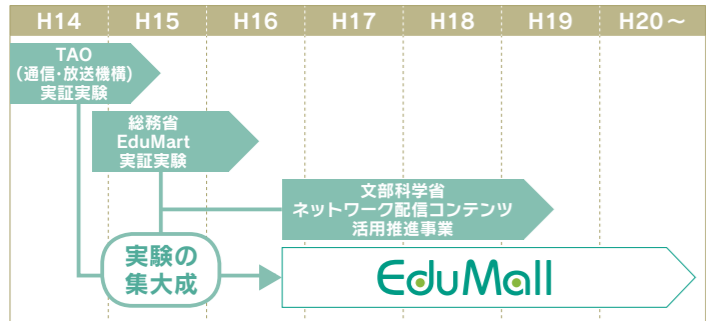 H14 H15 H16 H17 H18 H19 H20～
TAO
(通信・放送機構)
実証実験
総務省
EduMart
実証実験
文部科学省
ネットワーク配信コンテンツ
活用推進事業
実験の
集大成
EduMall